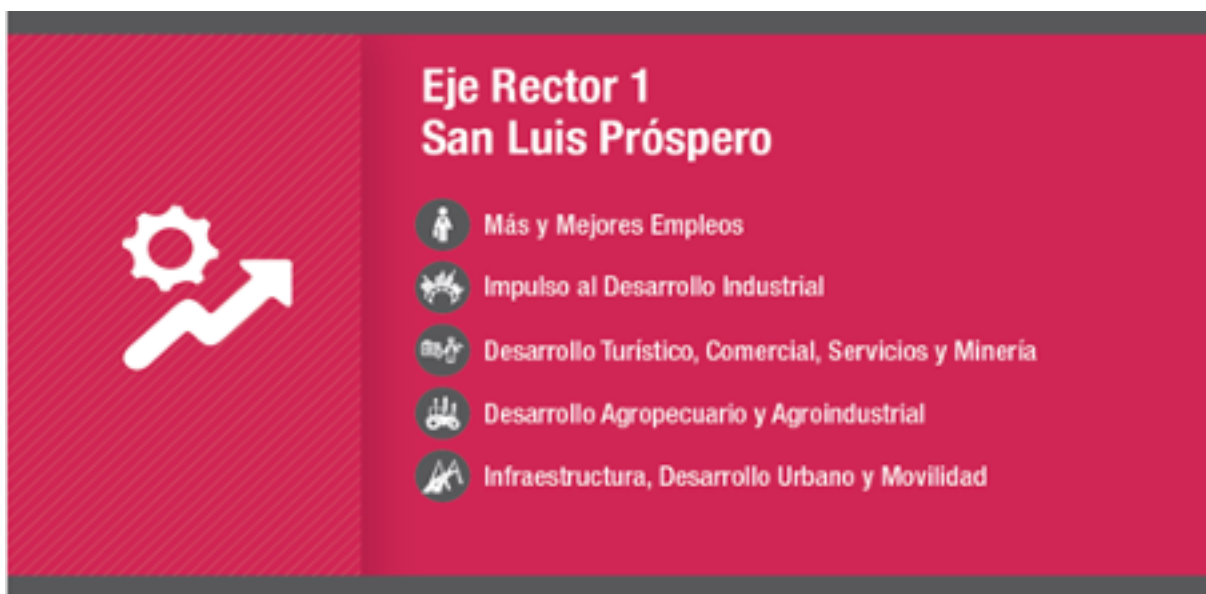 Eje Rector 1
San Luis Próspero
Más y Mejores Empleos
Impulso al Desarrollo Industrial
Desarrollo Turístico, Comercial, Servicios y Minería
Desarrollo Agropecuario y Agroindustrial
Infraestructura, Desarrollo Urbano y Movilidad